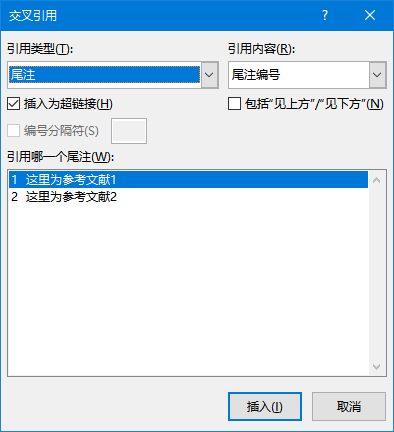 交叉引用
引用类型(T):
引用内容(R):
尾注
尾注编号
插入为超链接(H)
包括“见上方”/“见下方”(N)
编号分隔符(S)
引用哪一个尾注(W):
1 这里为参考文献1
2 这里为参考文献2
插入(I)
取消